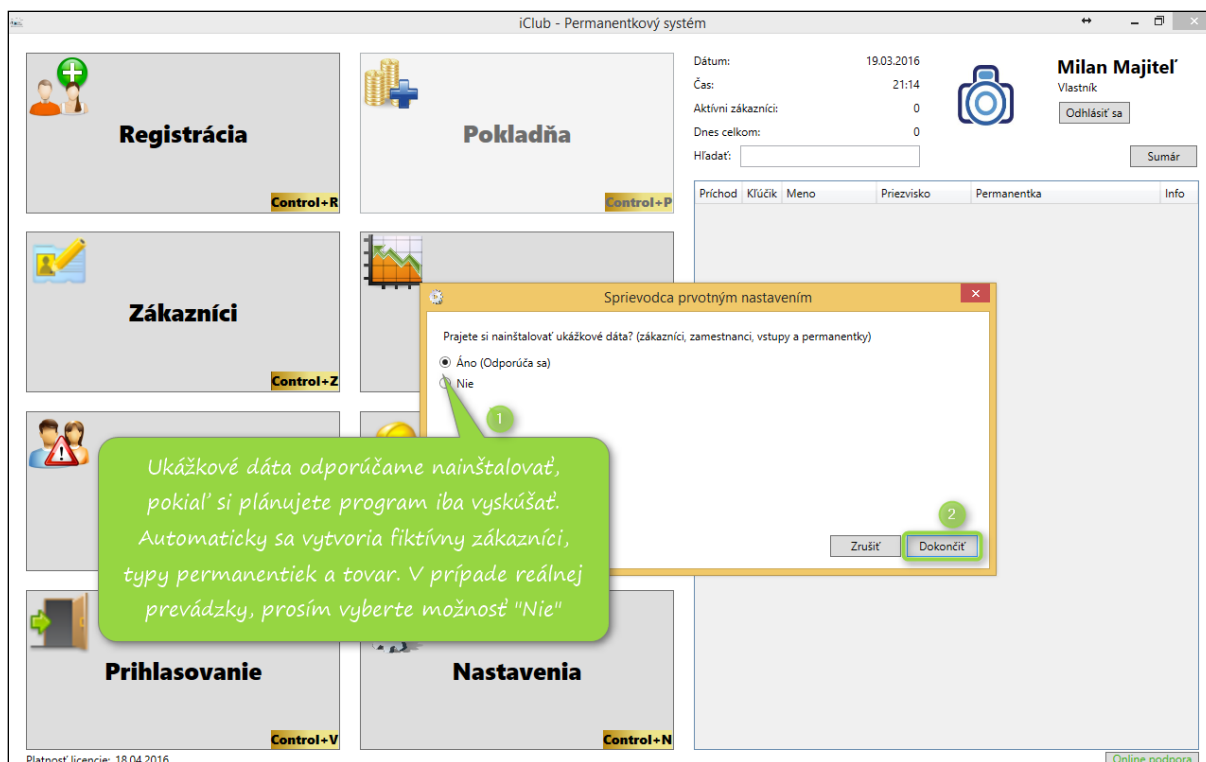 iClub - Permanentkový systém
Registrácia
Control+R
Pokladňa
Control+P
Dátum: 19.03.2016
Čas: 21:14
Aktívni zákazníci: 0
Dnes celkom: 0
Hľadať:
Milan Majiteľ
Vlastník
Odhlásiť sa
Sumár
Príchod Kľúčik Meno Priezvisko Permanentka Info
Zákazníci
Control+Z
Sprievodca prvotným nastavením
Prajete si nainštalovať ukážkové dáta? (zákazníci, zamestnanci, vstupy a permanentky)
Áno (Odporúča sa)
Nie
1
Ukážkové dáta odporúčame nainštalovať,
pokiaľ si plánujete program iba vyskúšať.
Automaticky sa vytvoria fiktívny zákazníci,
typy permanentiek a tovar. V prípade reálnej
prevádzky, prosím vyberte možnosť "Nie"
2
Zrušiť Dokončiť
Prihlasovanie
Control+V
Nastavenia
Control+N
Platnosť licencie: 18.04.2016
Online podpora